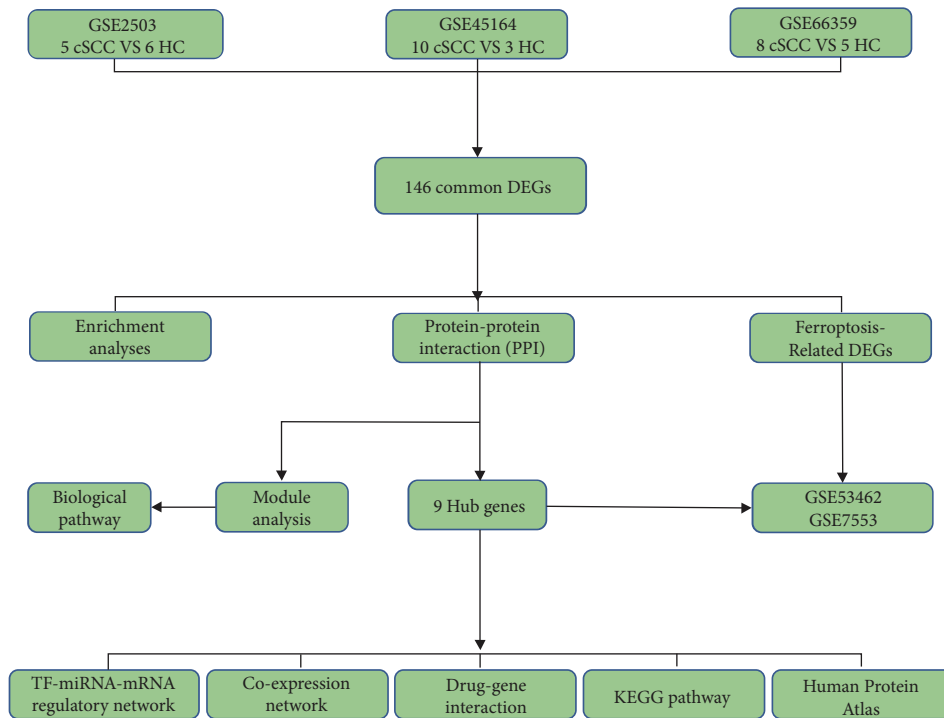 GSE2503
5 cSCC VS 6 HC
GSE45164
10 cSCC VS 3 HC
GSE66359
8 cSCC VS 5 HC
146 common DEGs
Enrichment
analyses
Protein-protein
interaction (PPI)
Ferroptosis-
Related DEGs
Biological
pathway
Module
analysis
9 Hub genes
GSE53462
GSE7553
TF-miRNA-mRNA
regulatory network
Co-expression
network
Drug-gene
interaction
KEGG pathway
Human Protein
Atlas